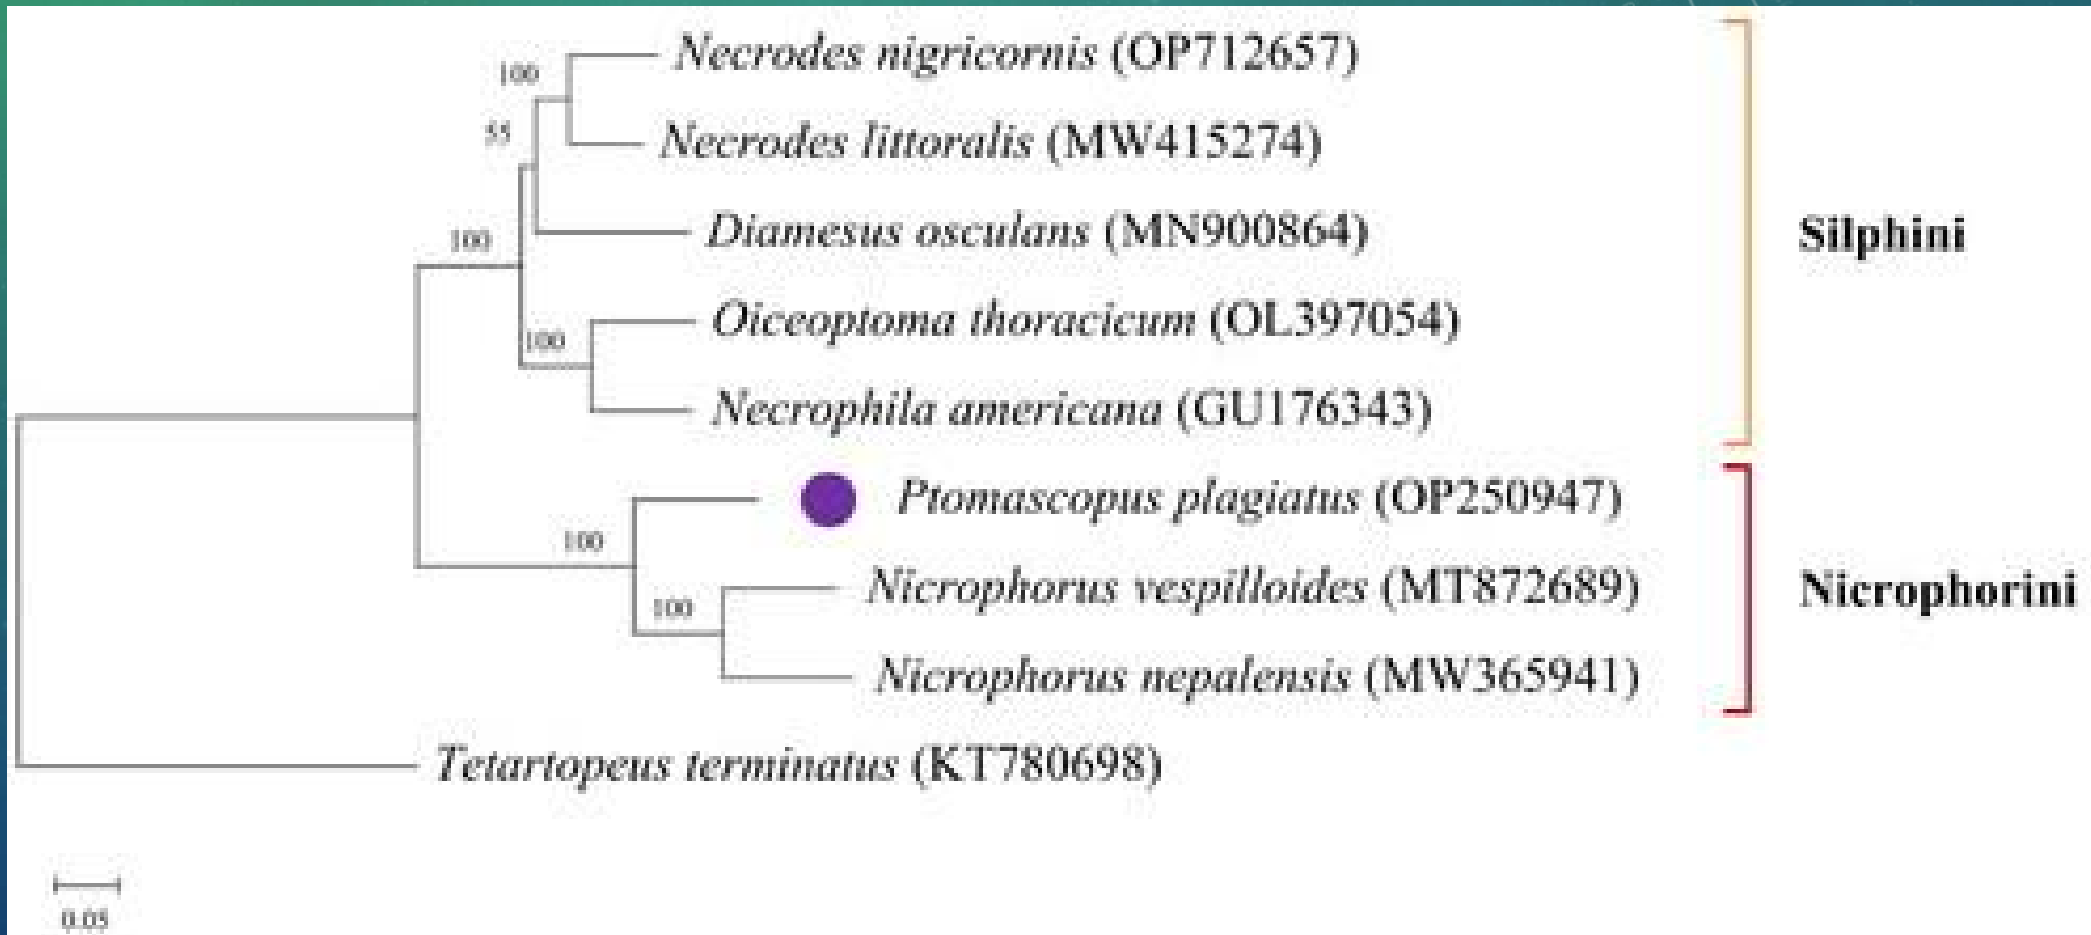 Necrodes nigricornis (OP712657)
100
55
Necrodes littoralis (MW415274)
Diamesus osculans (MN900864)
Silphini
100
Oiceoptoma thoracicum (OL397054)
100
Necrophila americana (GU176343)
Ptomascopus plagiatus (OP250947)
100
Nicrophorus vespilloides (MT872689)
Nicrophorini
100
Nicrophorus nepalensis (MW365941)
Tetartopeus terminatus (KT780698)
0.05